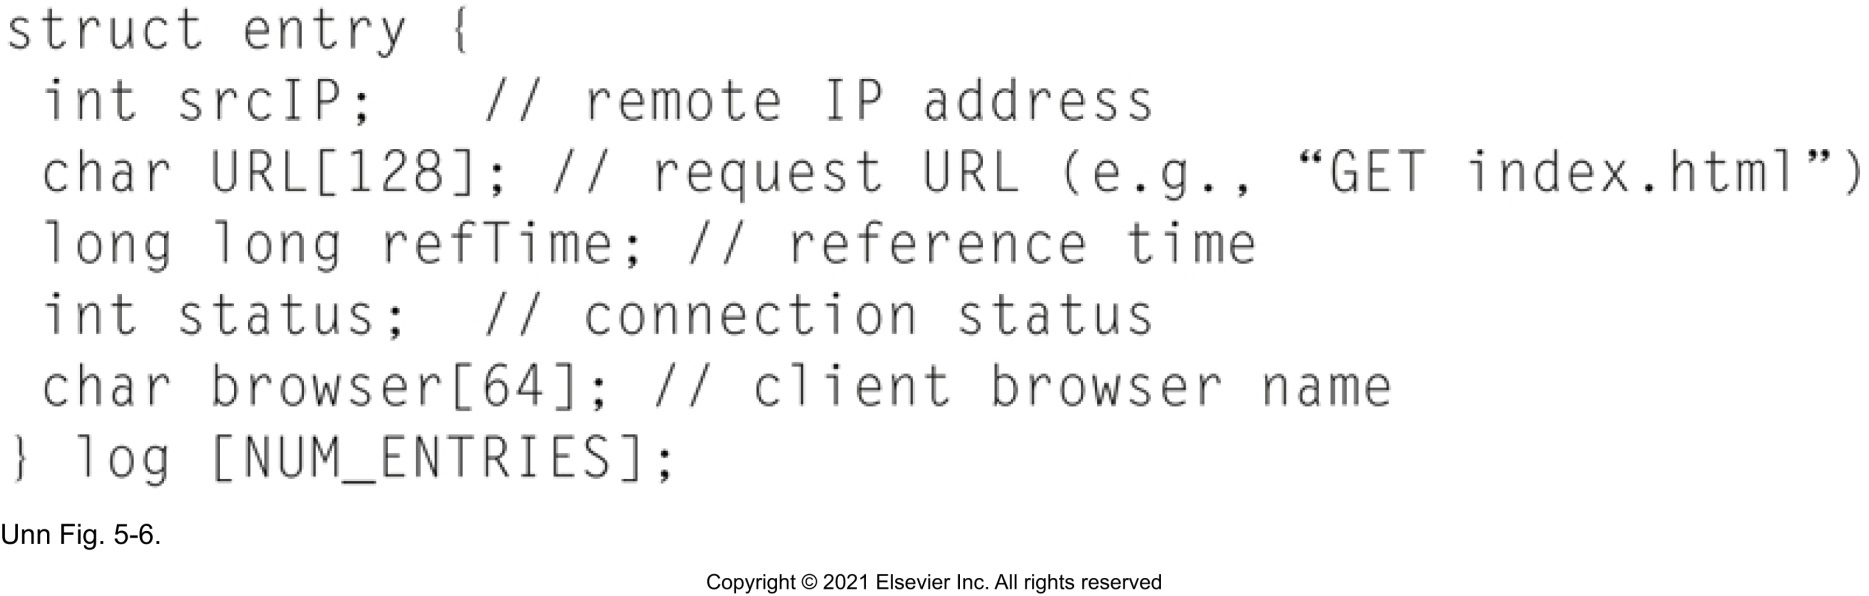 struct entry {
 int srcIP;   // remote IP address
 char URL[128]; // request URL (e.g., “GET index.html”)
 long long refTime; // reference time
 int status;  // connection status
 char browser[64]; // client browser name
} log [NUM_ENTRIES];
Unn Fig. 5-6.
Copyright © 2021 Elsevier Inc. All rights reserved